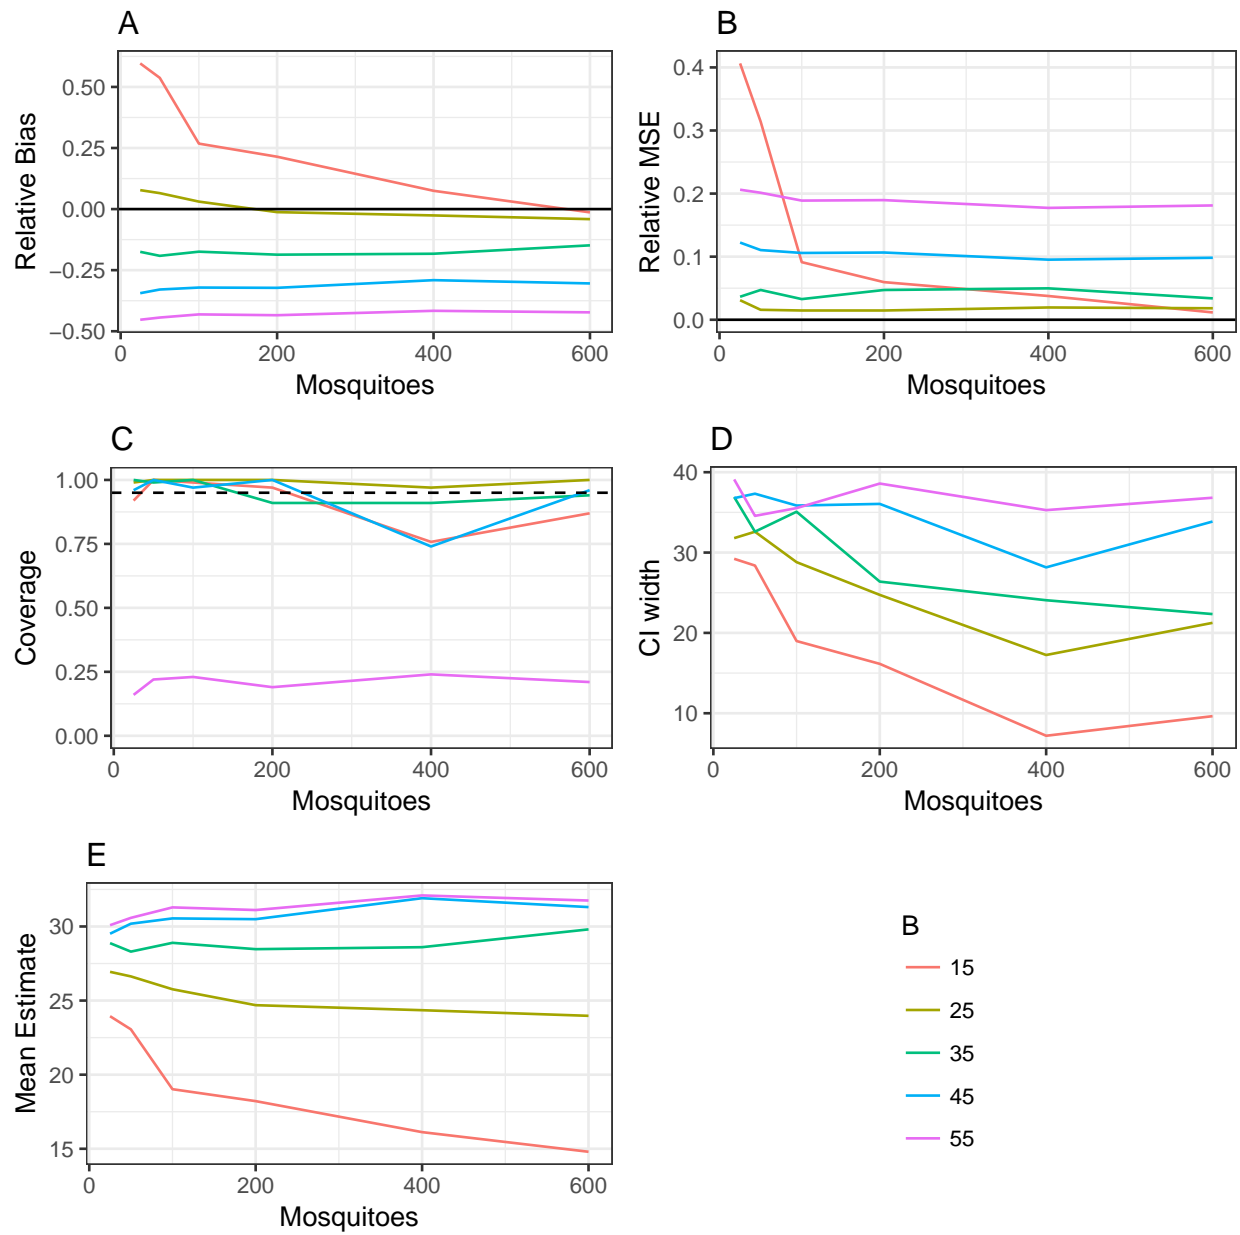 A
Relative Bias
0.50
0.25
0.00
−0.25
−0.50
0 200 400 600
Mosquitoes
B
Relative MSE
0.4
0.3
0.2
0.1
0.0
0 200 400 600
Mosquitoes
C
Coverage
1.00
0.75
0.50
0.25
0.00
0 200 400 600
Mosquitoes
D
CI width
40
30
20
10
0 200 400 600
Mosquitoes
E
Mean Estimate
30
25
20
15
0 200 400 600
Mosquitoes
B
15
25
35
45
55